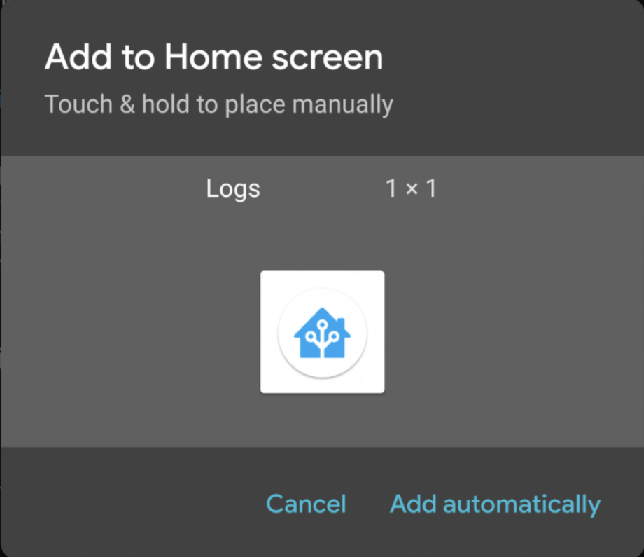 Add to Home screen
Touch & hold to place manually
Logs 1 × 1
Cancel Add automatically